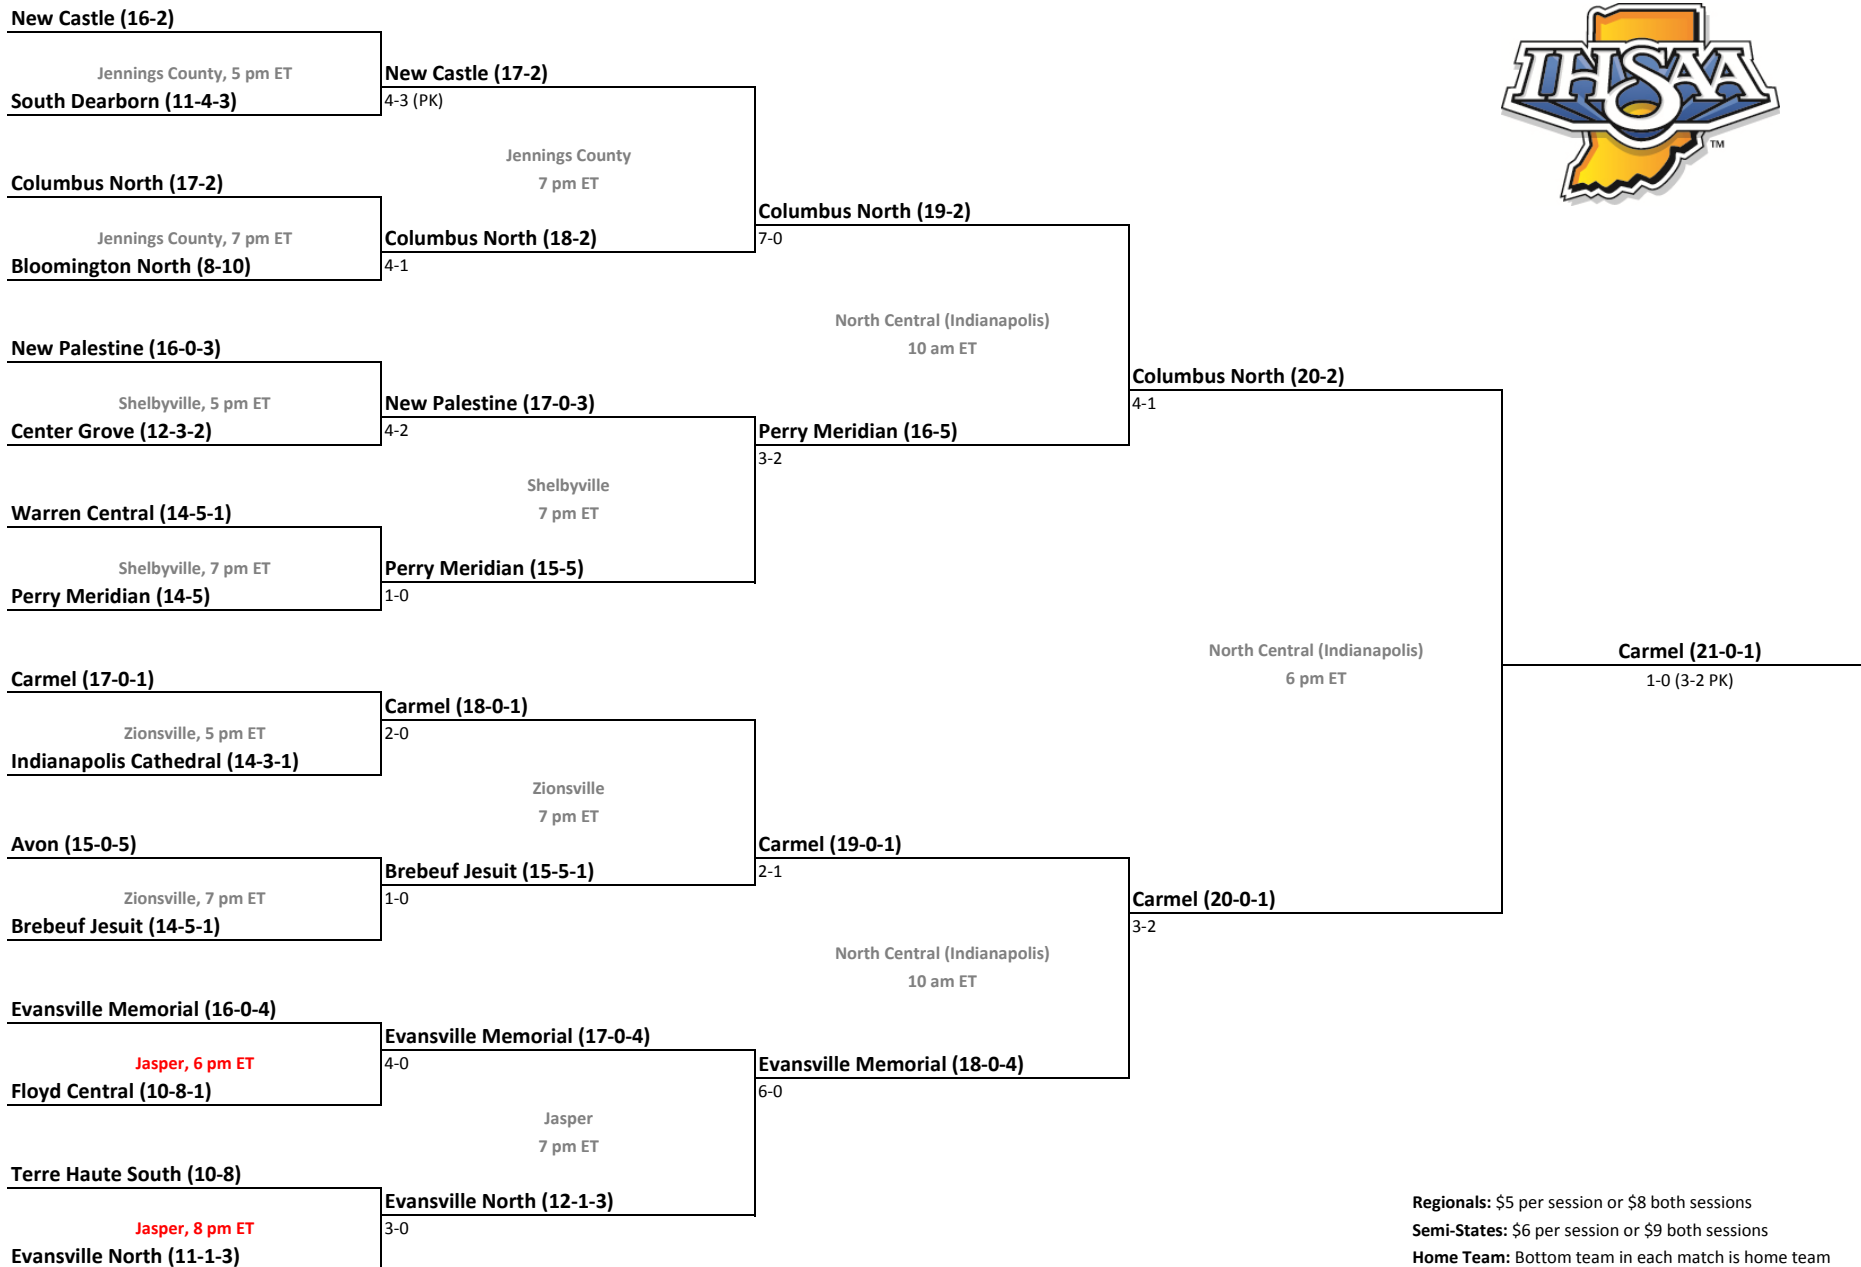 New Castle (16-2)
Jennings County, 5 pm ET
South Dearborn (11-4-3)
Columbus North (17-2)
Jennings County, 7 pm ET
Bloomington North (8-10)
New Palestine (16-0-3)
Shelbyville, 5 pm ET
Center Grove (12-3-2)
Warren Central (14-5-1)
Shelbyville, 7 pm ET
Perry Meridian (14-5)
Carmel (17-0-1)
Zionsville, 5 pm ET
Indianapolis Cathedral (14-3-1)
Avon (15-0-5)
Zionsville, 7 pm ET
Brebeuf Jesuit (14-5-1)
Evansville Memorial (16-0-4)
Jasper, 6 pm ET
Floyd Central (10-8-1)
Terre Haute South (10-8)
Jasper, 8 pm ET
Evansville North (11-1-3)
New Castle (17-2)
4-3 (PK)
Jennings County
7 pm ET
Columbus North (18-2)
4-1
New Palestine (17-0-3)
4-2
Shelbyville
7 pm ET
Perry Meridian (15-5)
1-0
Carmel (18-0-1)
2-0
Zionsville
7 pm ET
Brebeuf Jesuit (15-5-1)
1-0
Evansville Memorial (17-0-4)
4-0
Jasper
7 pm ET
Evansville North (12-1-3)
3-0
Columbus North (19-2)
7-0
North Central (Indianapolis)
10 am ET
Perry Meridian (16-5)
3-2
Carmel (19-0-1)
2-1
North Central (Indianapolis)
10 am ET
Evansville Memorial (18-0-4)
6-0
Columbus North (20-2)
4-1
North Central (Indianapolis)
6 pm ET
Carmel (20-0-1)
3-2
IHSAA
TM
Carmel (21-0-1)
1-0 (3-2 PK)
Regionals: $5 per session or $8 both sessions
Semi-States: $6 per session or $9 both sessions
Home Team: Bottom team in each match is home team